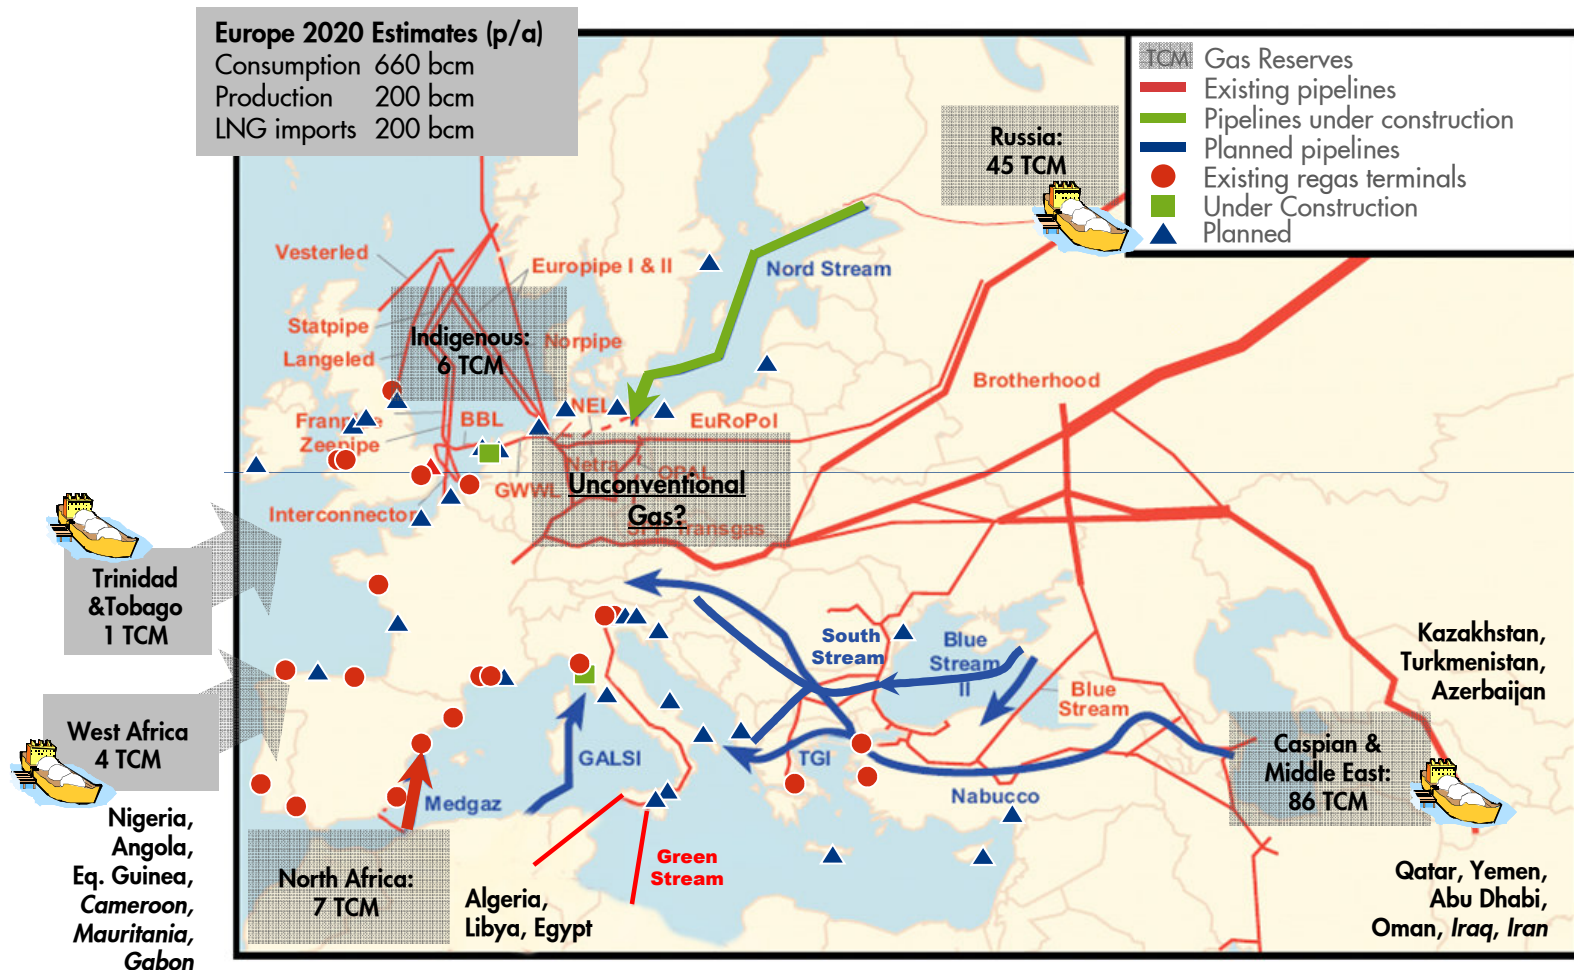 Europe 2020 Estimates (p/a)
Consumption 660 bcm
Production 200 bcm
LNG imports 200 bcm
TCM Gas Reserves
Existing pipelines
Pipelines under construction
Planned pipelines
Existing regas terminals
Under Construction
Planned
Russia:
45 TCM
Vesterled
Europipe I & II
Nord Stream
Statpipe
Indigenous:
6 TCM
Norpipe
Langeled
Brotherhood
NEL
BBL
EuRoPol
Zeepipe
Netra
OPAL
GWWL
Unconventional
Gas?
Transgas
Interconnector
Trinidad
&Tobago
1 TCM
South
Stream
Blue
Stream
II
Blue
Stream
Kazakhstan,
Turkmenistan,
Azerbaijan
West Africa
4 TCM
GALSI
TGI
Caspian &
Middle East:
86 TCM
Medgaz
Nabucco
Nigeria,
Angola,
Eq. Guinea,
Cameroon,
Mauritania,
Gabon
North Africa:
7 TCM
Green
Stream
Algeria,
Libya, Egypt
Qatar, Yemen,
Abu Dhabi,
Oman, Iraq, Iran